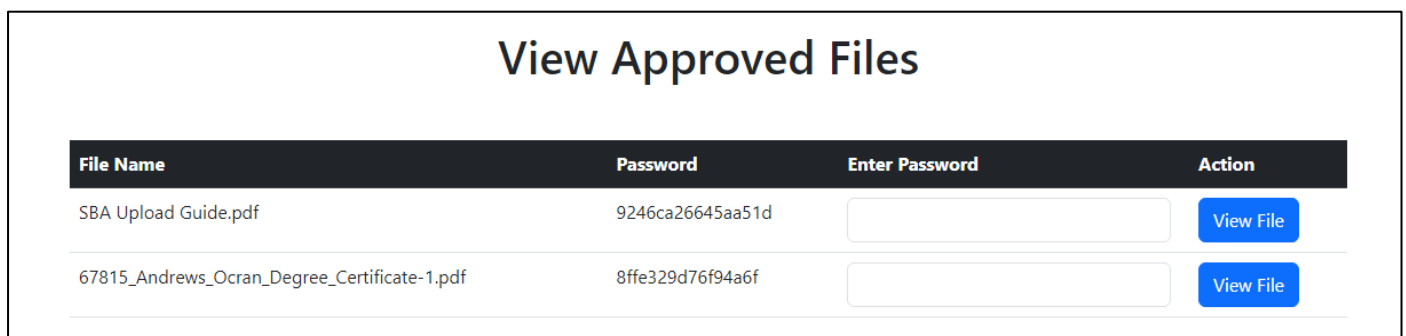 View Approved Files
File Name Password Enter Password Action
SBA Upload Guide.pdf 9246ca26645aa51d View File
67815_Andrews_Ocran_Degree_Certificate-1.pdf 8ffe329d76f94a6f View File